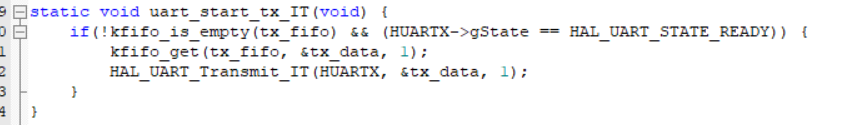 9 static void uart_start_tx_IT(void) {
0 if(!kfifo_is_empty(tx_fifo) && (HUARTX->gState == HAL_UART_STATE_READY)) {
1 kfifo_get(tx_fifo, &tx_data, 1);
2 HAL_UART_Transmit_IT(HUARTX, &tx_data, 1);
3 }
4 }